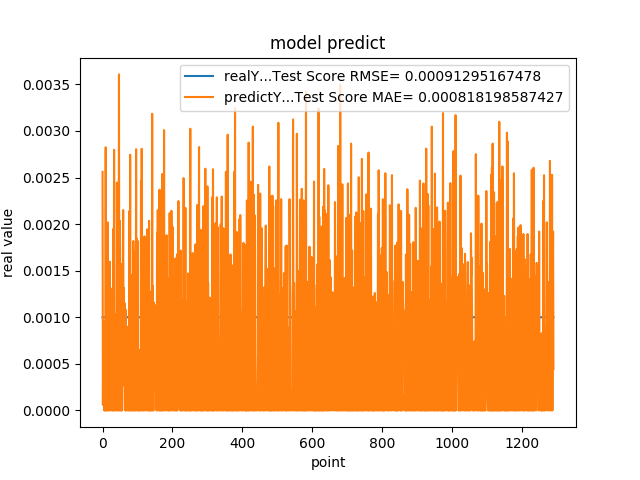 model predict
realY...Test Score RMSE= 0.00091295167478
predictY...Test Score MAE= 0.000818198587427
0.0035
0.0030
0.0025
0.0020
0.0015
0.0010
0.0005
0.0000
real value
0 200 400 600 800 1000 1200
point